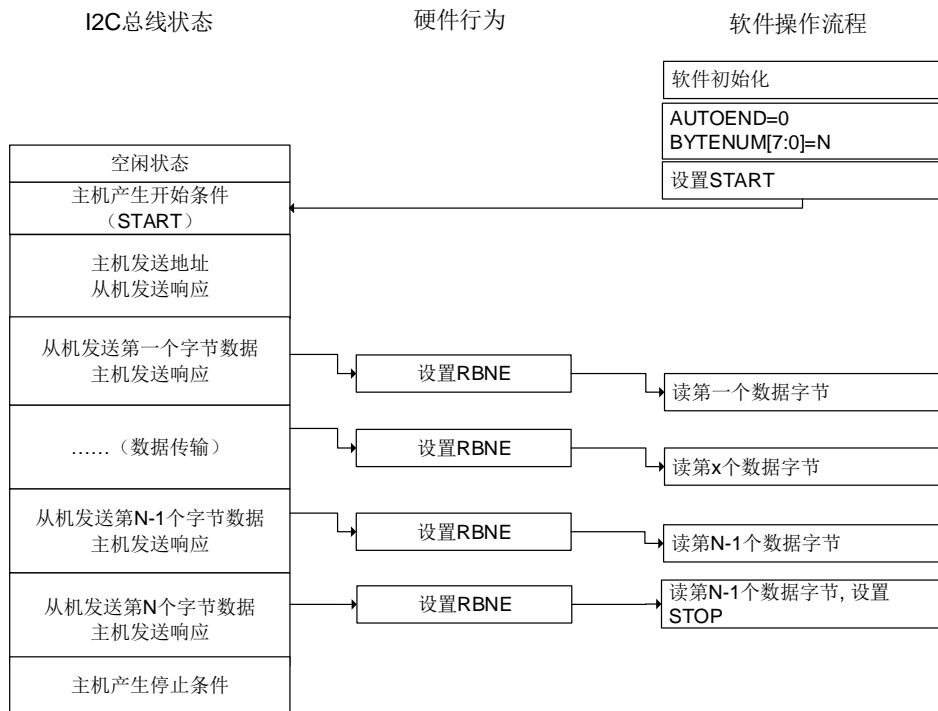 I2C总线状态
硬件行为
软件操作流程
软件初始化
AUTOEND=0
BYTENUM[7:0]=N
设置START
空闲状态
主机产生开始条件
（START）
主机发送地址
从机发送响应
从机发送第一个字节数据
主机发送响应
设置RBNE
读第一个数据字节
……（数据传输）
设置RBNE
读第x个数据字节
从机发送第N-1个字节数据
主机发送响应
设置RBNE
读第N-1个数据字节
从机发送第N个字节数据
主机发送响应
设置RBNE
读第N-1个数据字节, 设置
STOP
主机产生停止条件